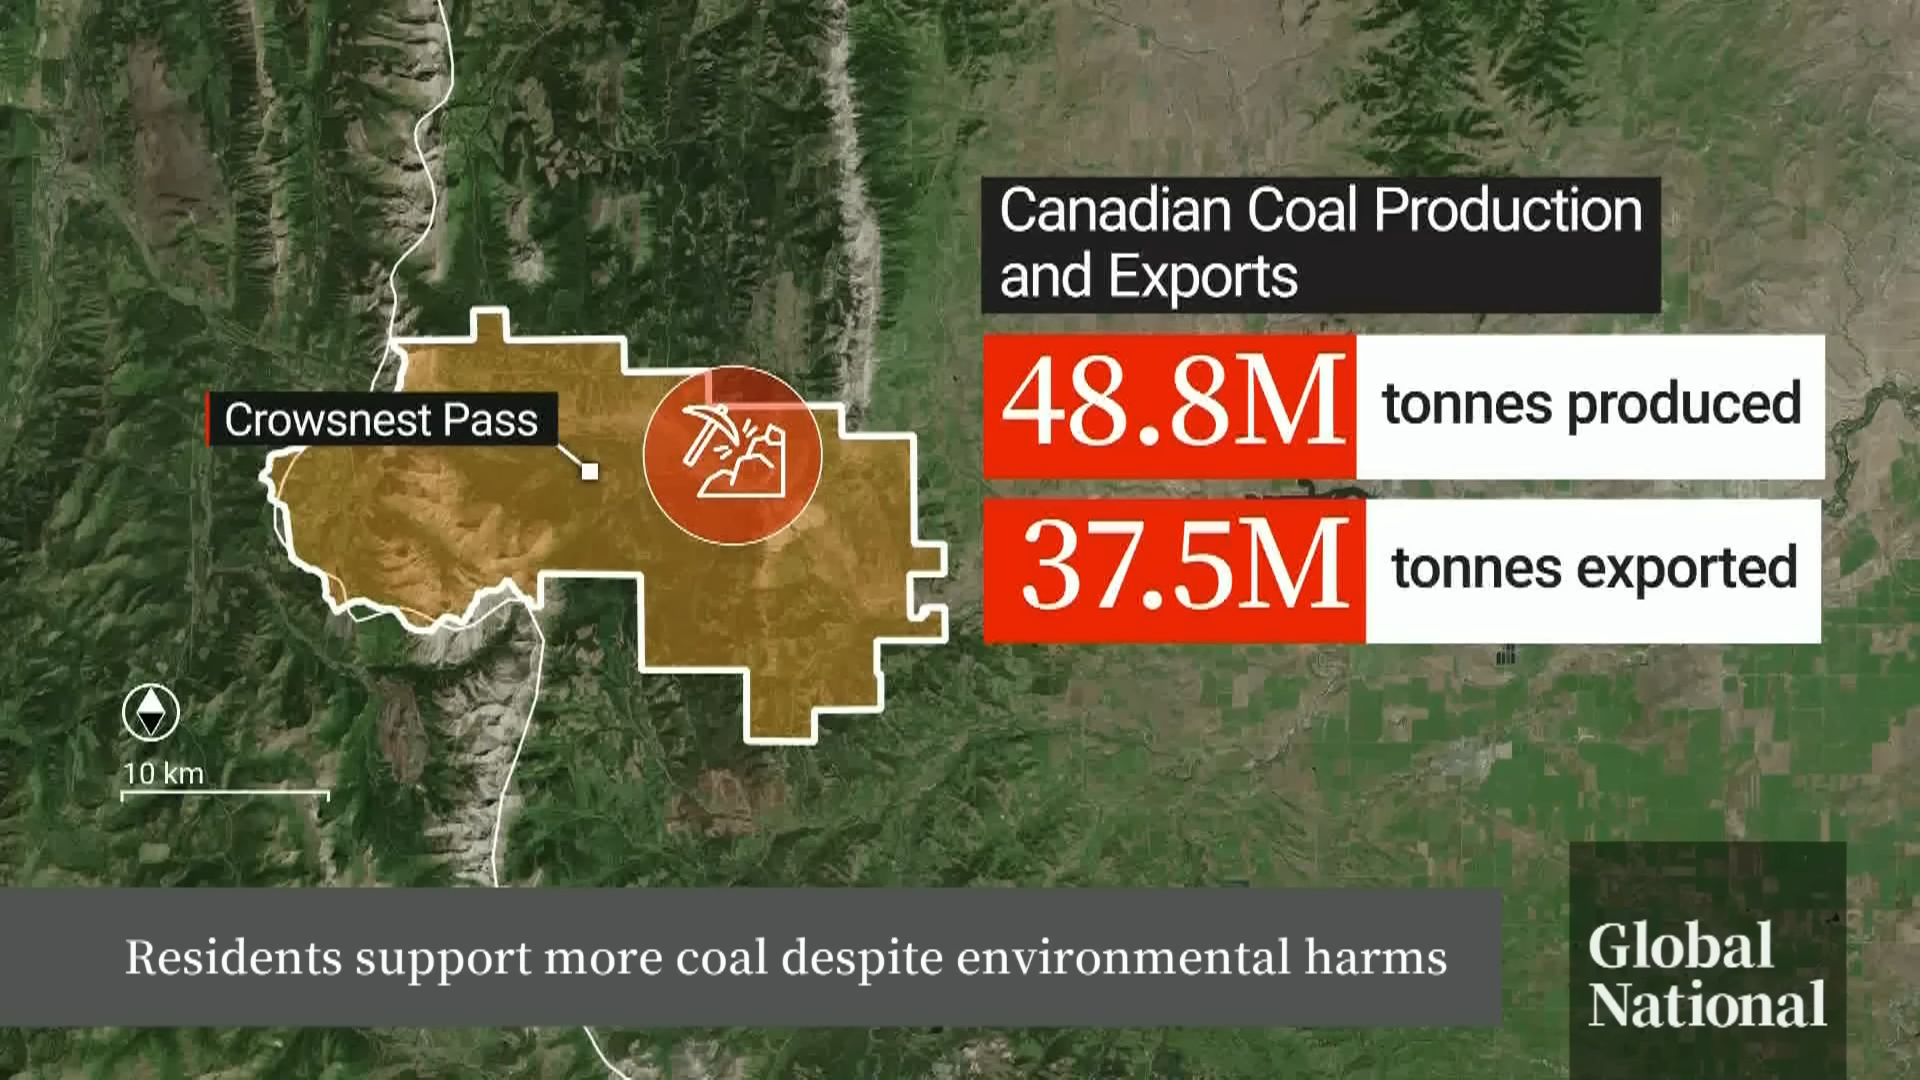 Canadian Coal Production
and Exports
48.8M tonnes produced
37.5M tonnes exported
Crowsnest Pass
10 km
Residents support more coal despite environmental harms
Global
National